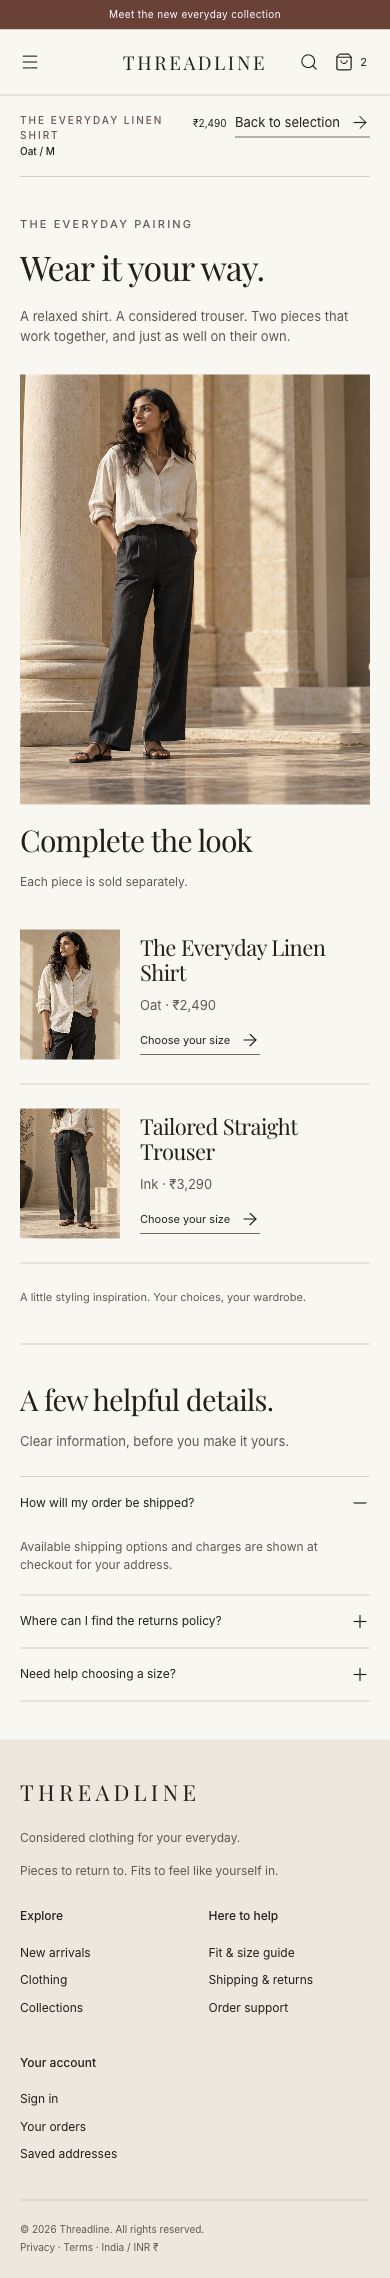 Meet the new everyday collection
THREADLINE
2
THE EVERYDAY LINEN
SHIRT
Oat / M
₹2,490
Back to selection
THE EVERYDAY PAIRING
Wear it your way.
A relaxed shirt. A considered trouser. Two pieces that
work together, and just as well on their own.
Complete the look
Each piece is sold separately.
The Everyday Linen
Shirt
Oat · ₹2,490
Choose your size
Tailored Straight
Trouser
Ink · ₹3,290
Choose your size
A little styling inspiration. Your choices, your wardrobe.
A few helpful details.
Clear information, before you make it yours.
How will my order be shipped?
Available shipping options and charges are shown at
checkout for your address.
Where can I find the returns policy?
Need help choosing a size?
THREADLINE
Considered clothing for your everyday.
Pieces to return to. Fits to feel like yourself in.
Explore
New arrivals
Clothing
Collections
Here to help
Fit & size guide
Shipping & returns
Order support
Your account
Sign in
Your orders
Saved addresses
© 2026 Threadline. All rights reserved.
Privacy · Terms · India / INR ₹